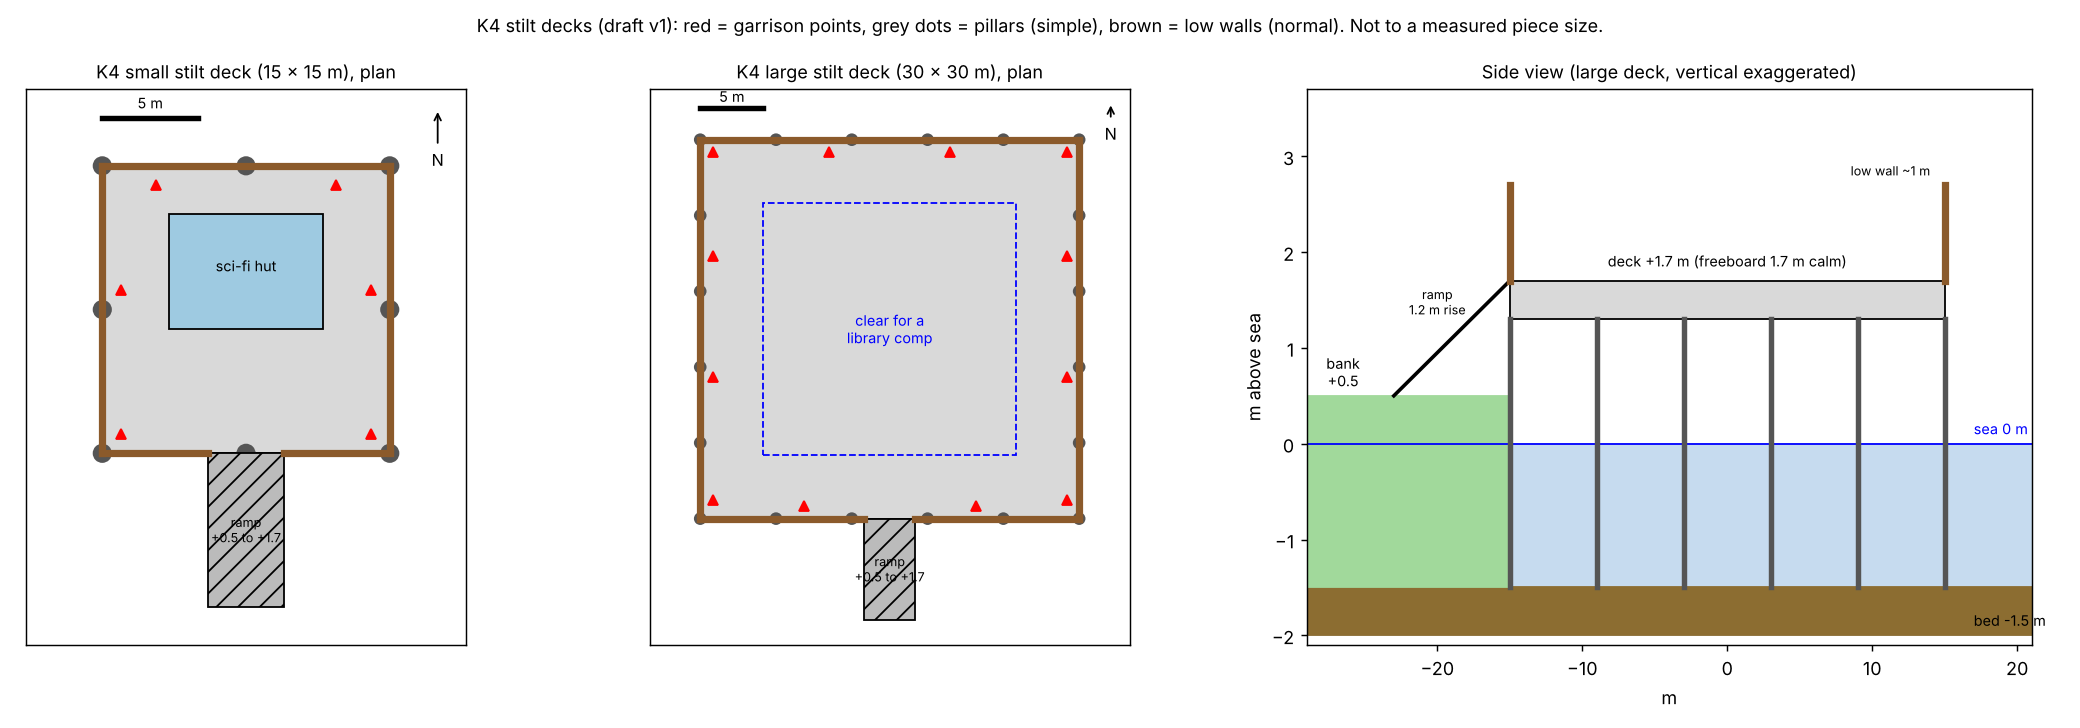 K4 stilt decks (draft v1): red = garrison points, grey dots = pillars (simple), brown = low walls (normal). Not to a measured piece size.
K4 small stilt deck (15 × 15 m), plan
5 m
N
sci-fi hut
ramp
+0.5 to +1.7
K4 large stilt deck (30 × 30 m), plan
5 m
N
clear for a
library comp
ramp
+0.5 to +1.7
Side view (large deck, vertical exaggerated)
low wall ~1 m
deck +1.7 m (freeboard 1.7 m calm)
ramp
1.2 m rise
bank
+0.5
sea 0 m
bed -1.5 m
m above sea
3
2
1
0
−1
−2
−20
−10
0
10
20
m